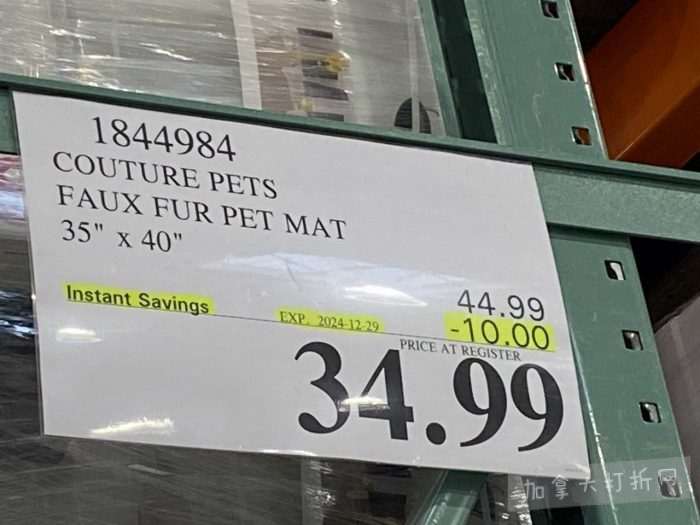 1844984
COUTURE PETS
FAUX FUR PET MAT
35" x 40"
44.99
Instant Savings EXP. 2024-12-29 -10.00
PRICE AT REGISTER
34.99
加拿大打折网